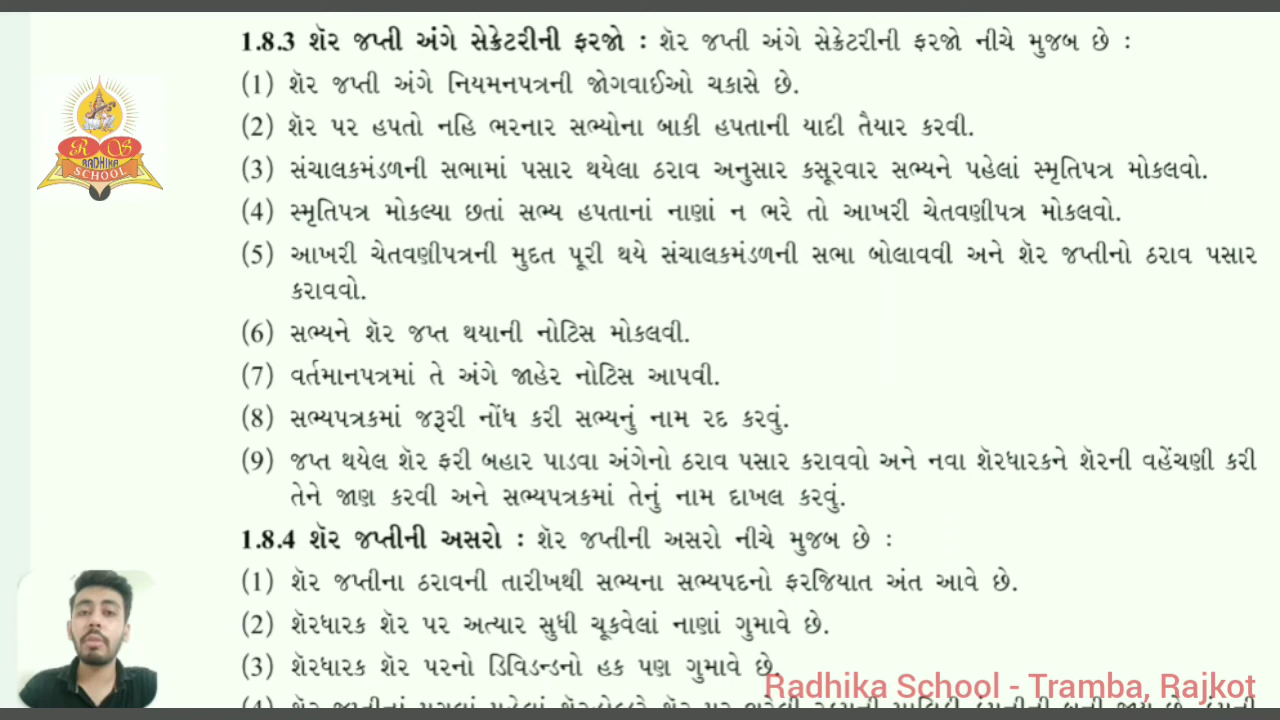 1.8.3 શૅર જપ્તી અંગે સેક્રેટરીની ફરજો : શૅર જપ્તી અંગે સેક્રેટરીની ફરજો નીચે મુજબ છે :
(1) શૅર જપ્તી અંગે નિયમનપત્રની જોગવાઈઓ ચકાસે છે.
(2) શૅર પર હપતો નહિ ભરનાર સભ્યોના બાકી હપતાની યાદી તૈયાર કરવી.
(3) સંચાલકમંડળની સભામાં પસાર થયેલા ઠરાવ અનુસાર કસૂરવાર સભ્યને પહેલાં સ્મૃતિપત્ર મોકલવો.
(4) સ્મૃતિપત્ર મોકલ્યા છતાં સભ્ય હપતાનાં નાણાં ન ભરે તો આખરી ચેતવણીપત્ર મોકલવો.
(5) આખરી ચેતવણીપત્રની મુદત પૂરી થયે સંચાલકમંડળની સભા બોલાવવી અને શૅર જપ્તીનો ઠરાવ પસાર
કરાવવો.
(6) સભ્યને શૅર જપ્ત થયાની નોટિસ મોકલવી.
(7) વર્તમાનપત્રમાં તે અંગે જાહેર નોટિસ આપવી.
(8) સભ્યપત્રકમાં જરૂરી નોંધ કરી સભ્યનું નામ રદ કરવું.
(9) જપ્ત થયેલ શૅર ફરી બહાર પાડવા અંગેનો ઠરાવ પસાર કરાવવો અને નવા શૅરધારકને શૅરની વહેંચણી કરી
તેને જાણ કરવી અને સભ્યપત્રકમાં તેનું નામ દાખલ કરવું.
1.8.4 શૅર જપ્તીની અસરો : શૅર જપ્તીની અસરો નીચે મુજબ છે :
(1) શૅર જપ્તીના ઠરાવની તારીખથી સભ્યના સભ્યપદનો ફરજિયાત અંત આવે છે.
(2) શૅરધારક શૅર પર અત્યાર સુધી ચૂકવેલાં નાણાં ગુમાવે છે.
(3) શૅરધારક શૅર પરનો ડિવિડન્ડનો હક પણ ગુમાવે છે.
R S
RADHIKA
SCHOOL
Radhika School - Tramba, Rajkot